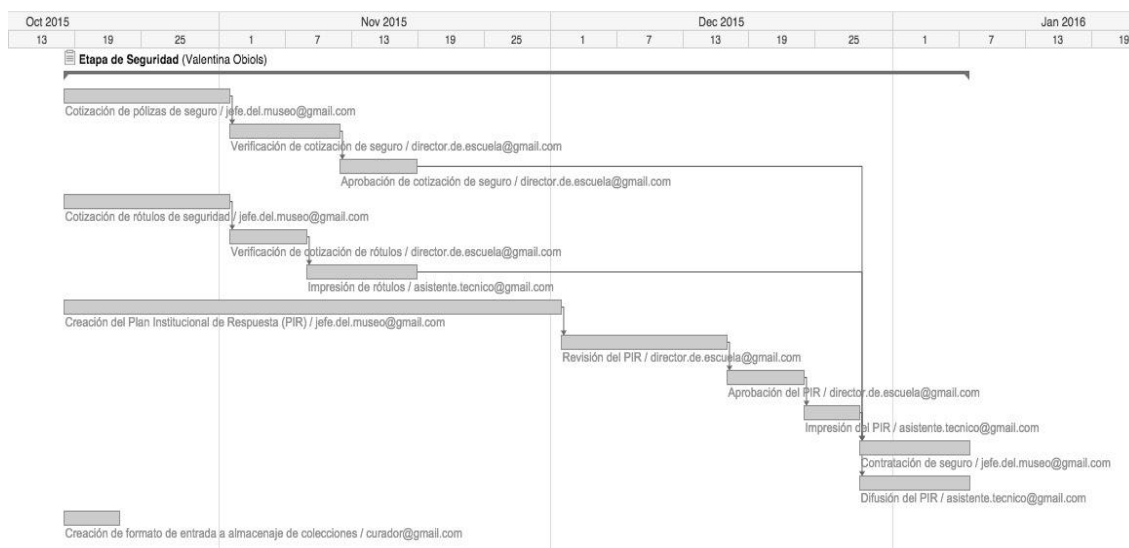 Oct 2015 Nov 2015 Dec 2015 Jan 2016
13 19 25 1 7 13 19 25 1 7 13 19 25 1 7 13 19
Etapa de Seguridad (Valentina Obiols)
Cotización de pólizas de seguro / jefe.del.museo@gmail.com
Verificación de cotización de seguro / director.de.escuela@gmail.com
Aprobación de cotización de seguro / director.de.escuela@gmail.com
Cotización de rótulos de seguridad / jefe.del.museo@gmail.com
Verificación de cotización de rótulos / director.de.escuela@gmail.com
Impresión de rótulos / asistente.tecnico@gmail.com
Creación del Plan Institucional de Respuesta (PIR) / jefe.del.museo@gmail.com
Revisión del PIR / director.de.escuela@gmail.com
Aprobación del PIR / director.de.escuela@gmail.com
Impresión del PIR / asistente.tecnico@gmail.com
Contratación de seguro / jefe.del.museo@gmail.com
Difusión del PIR / asistente.tecnico@gmail.com
Creación de formato de entrada a almacenaje de colecciones / curador@gmail.com